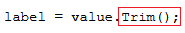 label = value.Trim();